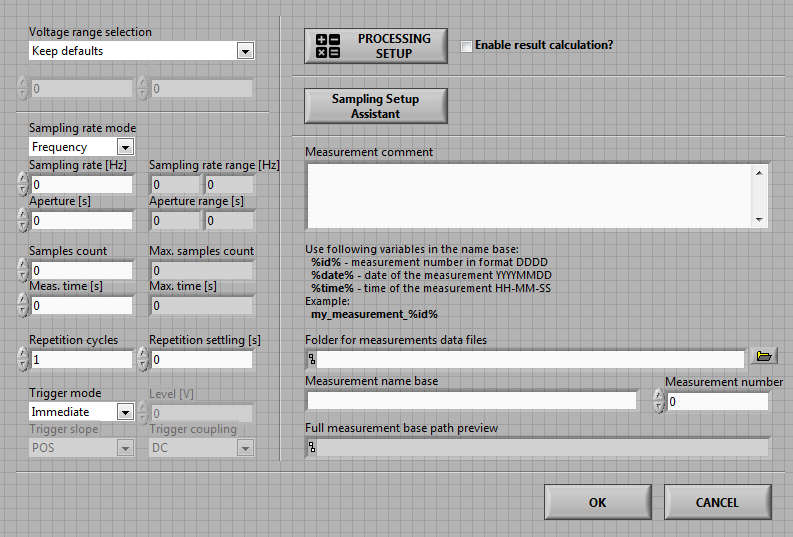 Voltage range selection
Keep defaults
0 0
Sampling rate mode
Frequency
Sampling rate [Hz] Sampling rate range [Hz]
0 0 0
Aperture [s] Aperture range [s]
0 0 0
Samples count Max. samples count
0 0
Meas. time [s] Max. time [s]
0 0
Repetition cycles Repetition settling [s]
1 0
Trigger mode Level [V]
Immediate 0
Trigger slope Trigger coupling
POS DC
PROCESSING
SETUP
Enable result calculation?
Sampling Setup
Assistant
Measurement comment
Use following variables in the name base:
%id% - measurement number in format DDDD
%date% - date of the measurement YYYYMMDD
%time% - time of the measurement HH-MM-SS
Example:
my_measurement_%id%
Folder for measurements data files
Measurement name base Measurement number
0
Full measurement base path preview
OK CANCEL